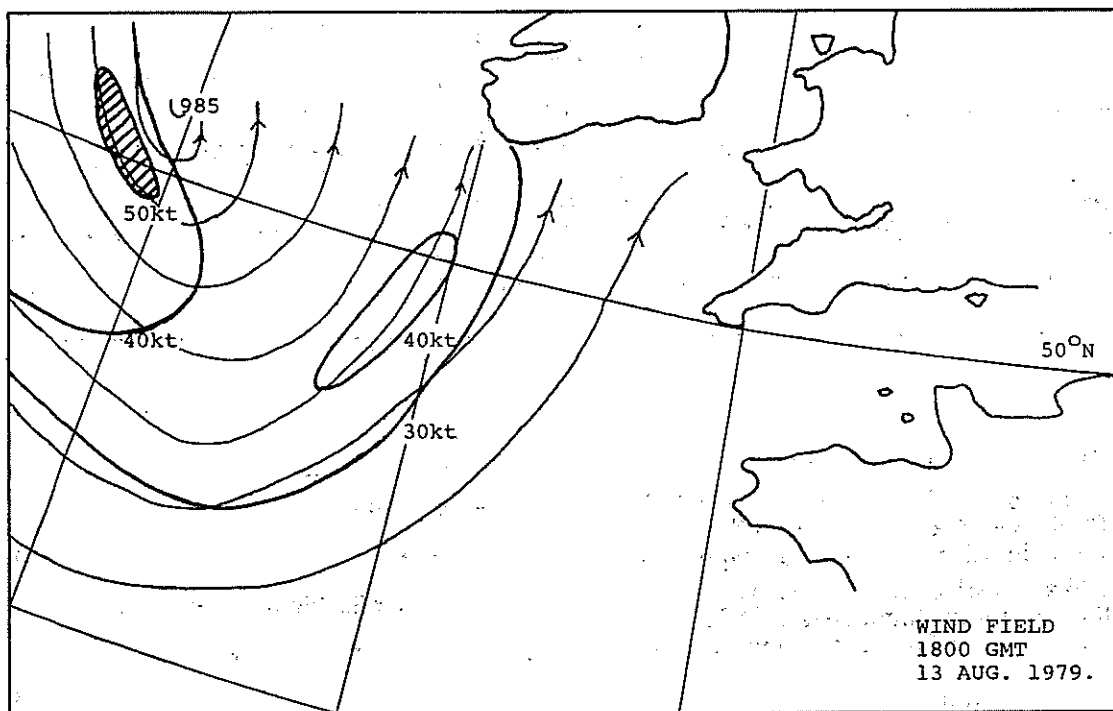 985
50kt
40kt
40kt
30kt
50°N
WIND FIELD
1800 GMT
13 AUG. 1979.